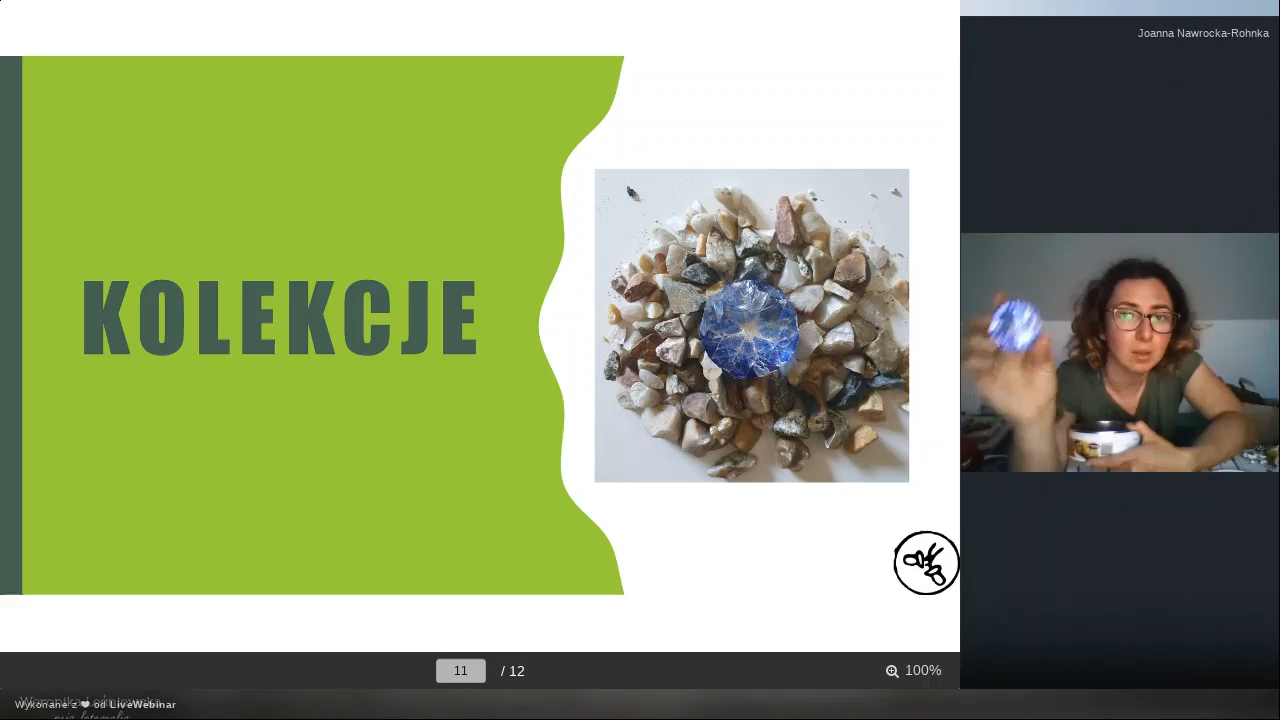 Joanna Nawrocka-Rohnka
KOLEKCJE
11 / 12
100%
Wykonane z ❤ od LiveWebinar